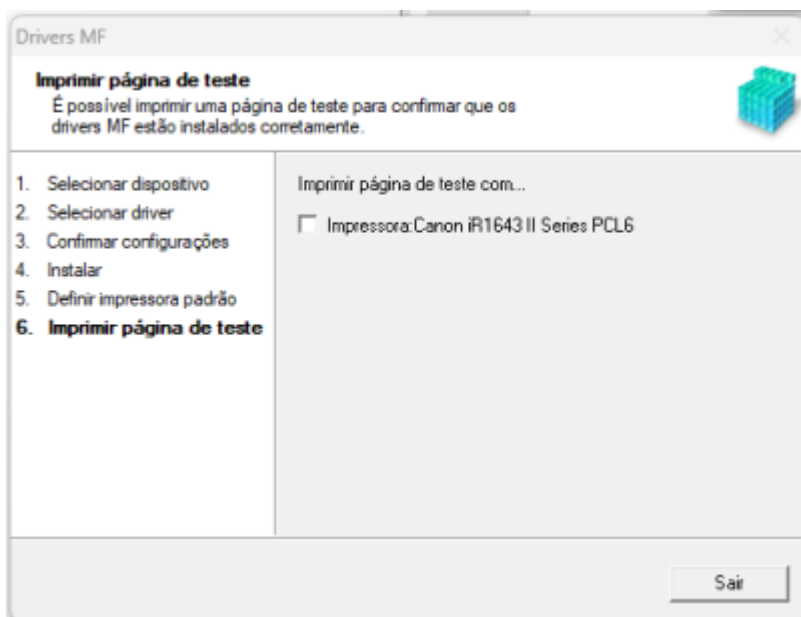 Drivers MF
Imprimir página de teste
É possível imprimir uma página de teste para confirmar que os
drivers MF estão instalados corretamente.
1. Selecionar dispositivo
2. Selecionar driver
3. Confirmar configurações
4. Instalar
5. Definir impressora padrão
6. Imprimir página de teste
Imprimir página de teste com...
Impressora:Canon iR1643 II Series PCL6
Sair